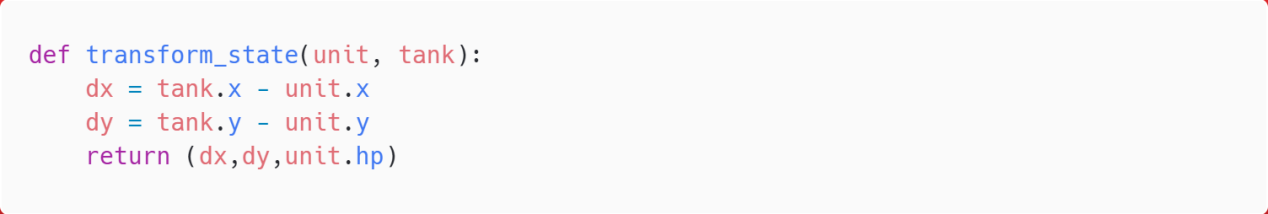 def transform_state(unit, tank):
    dx = tank.x - unit.x
    dy = tank.y - unit.y
    return (dx,dy,unit.hp)